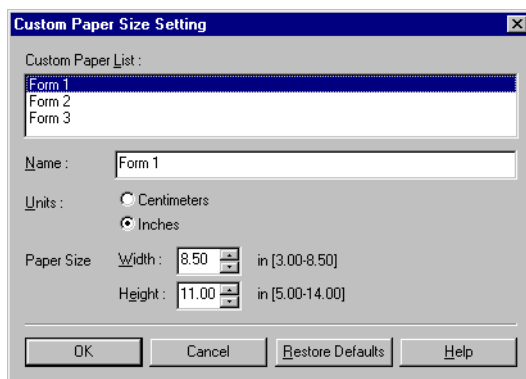 Custom Paper Size Setting
Custom Paper List :
Form 1
Form 2
Form 3
Name : Form 1
Units : Centimeters
Inches
Paper Size Width : 8.50 in [3.00-8.50]
Height : 11.00 in [5.00-14.00]
OK Cancel Restore Defaults Help